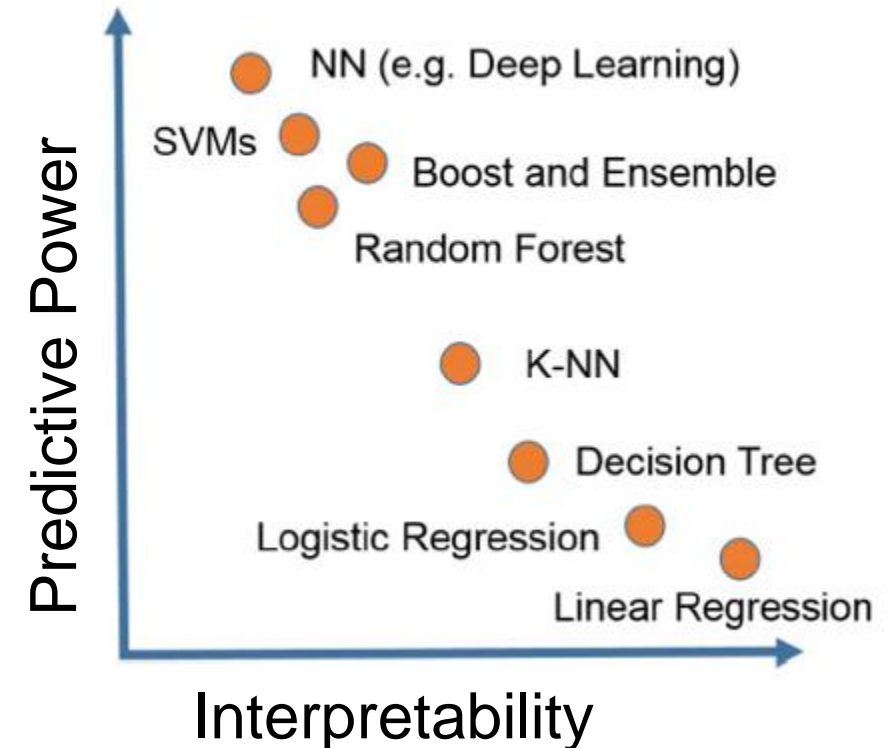 NN (e.g. Deep Learning)
SVMs
Boost and Ensemble
Random Forest
K-NN
Decision Tree
Logistic Regression
Linear Regression
Predictive Power
Interpretability